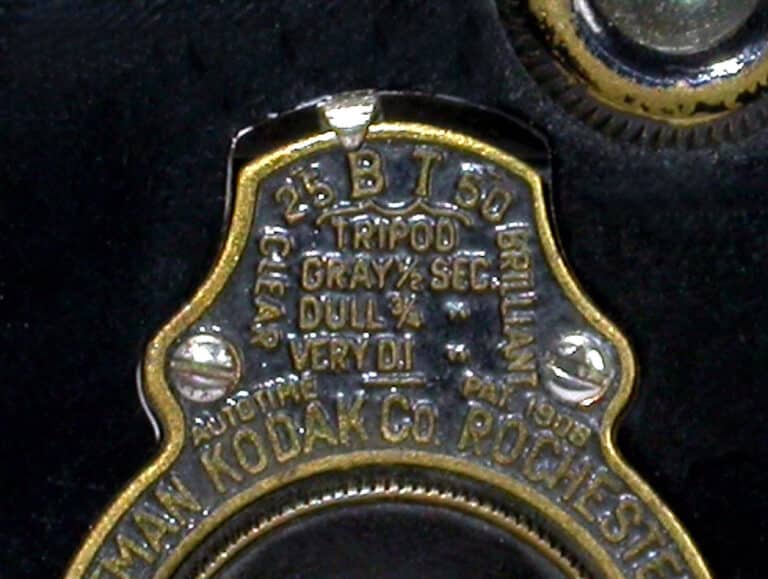 25 B T 50
CLEAR
TRIPOD
GRAY 1/2 SEC.
DULL 3/4 "
VERY D. 1 "
BRILLIANT
AUTOTIME PAT. 1908
TMAN KODAK Co. ROCHESTE